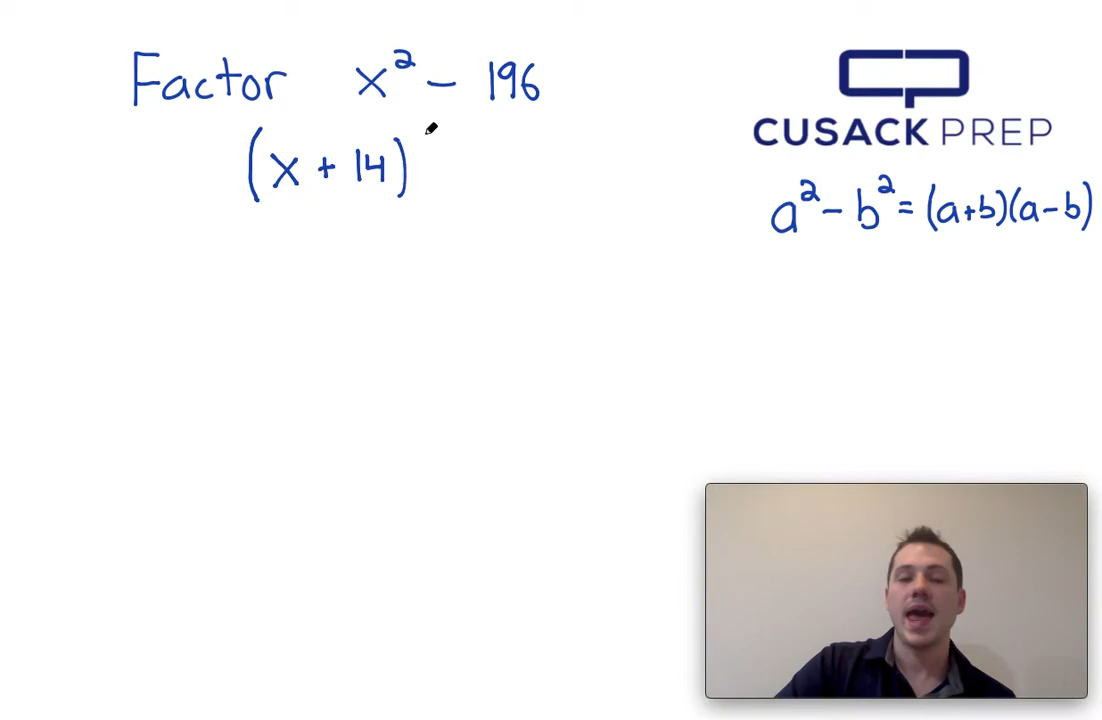 Factor x² - 196
(x + 14)
CUSACK PREP
a² - b² = (a+b)(a-b)